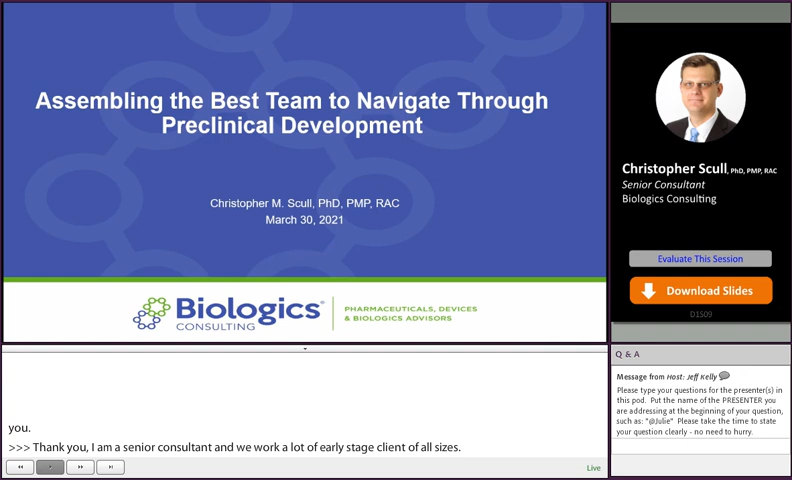 Assembling the Best Team to Navigate Through
Preclinical Development
Christopher M. Scull, PhD, PMP, RAC
March 30, 2021
Biologics®
CONSULTING
PHARMACEUTICALS, DEVICES
& BIOLOGICS ADVISORS
Christopher Scull, PhD, PMP, RAC
Senior Consultant
Biologics Consulting
Evaluate This Session
Download Slides
D1S09
you.
>>> Thank you, I am a senior consultant and we work a lot of early stage client of all sizes.
Live
Q & A
Message from Host: Jeff Kelly
Please type your questions for the presenter(s) in
this pod. Put the name of the PRESENTER you
are addressing at the beginning of your question,
such as: "@Julie" Please take the time to state
your question clearly - no need to hurry.